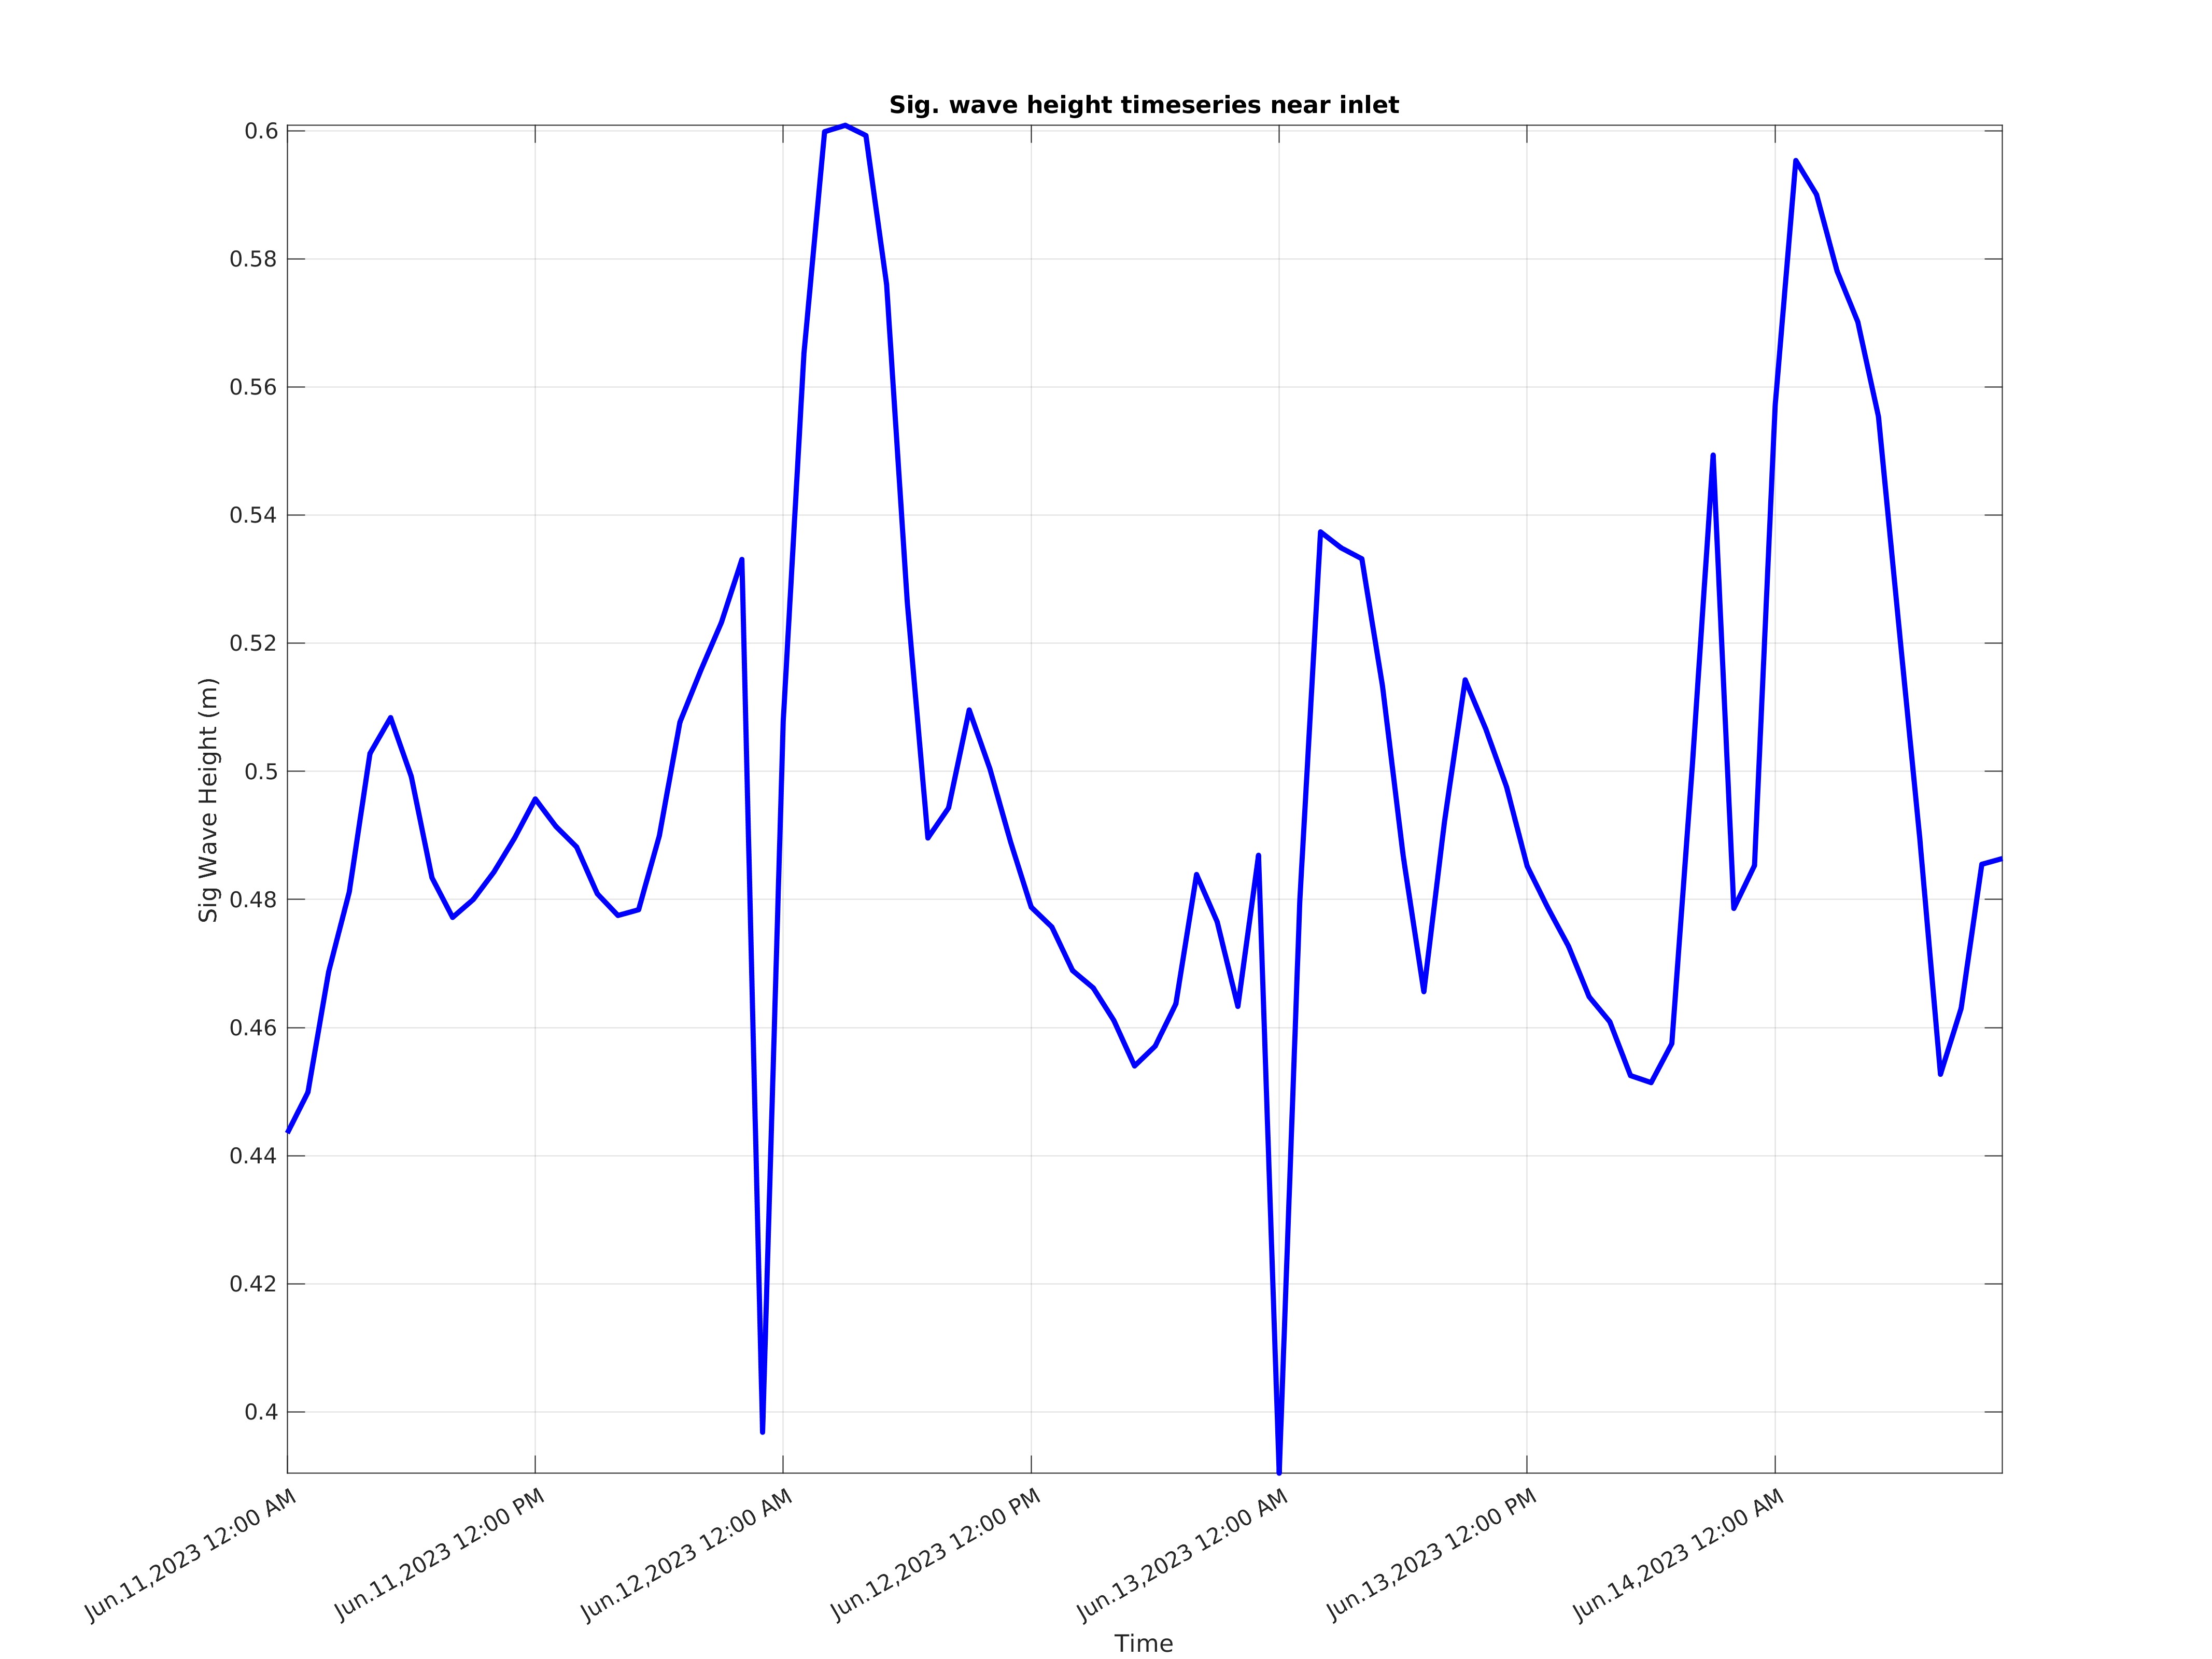 Sig. wave height timeseries near inlet
Sig Wave Height (m)
0.6
0.58
0.56
0.54
0.52
0.5
0.48
0.46
0.44
0.42
0.4
Jun.11,2023 12:00 AM
Jun.11,2023 12:00 PM
Jun.12,2023 12:00 AM
Jun.12,2023 12:00 PM
Jun.13,2023 12:00 AM
Jun.13,2023 12:00 PM
Jun.14,2023 12:00 AM
Time